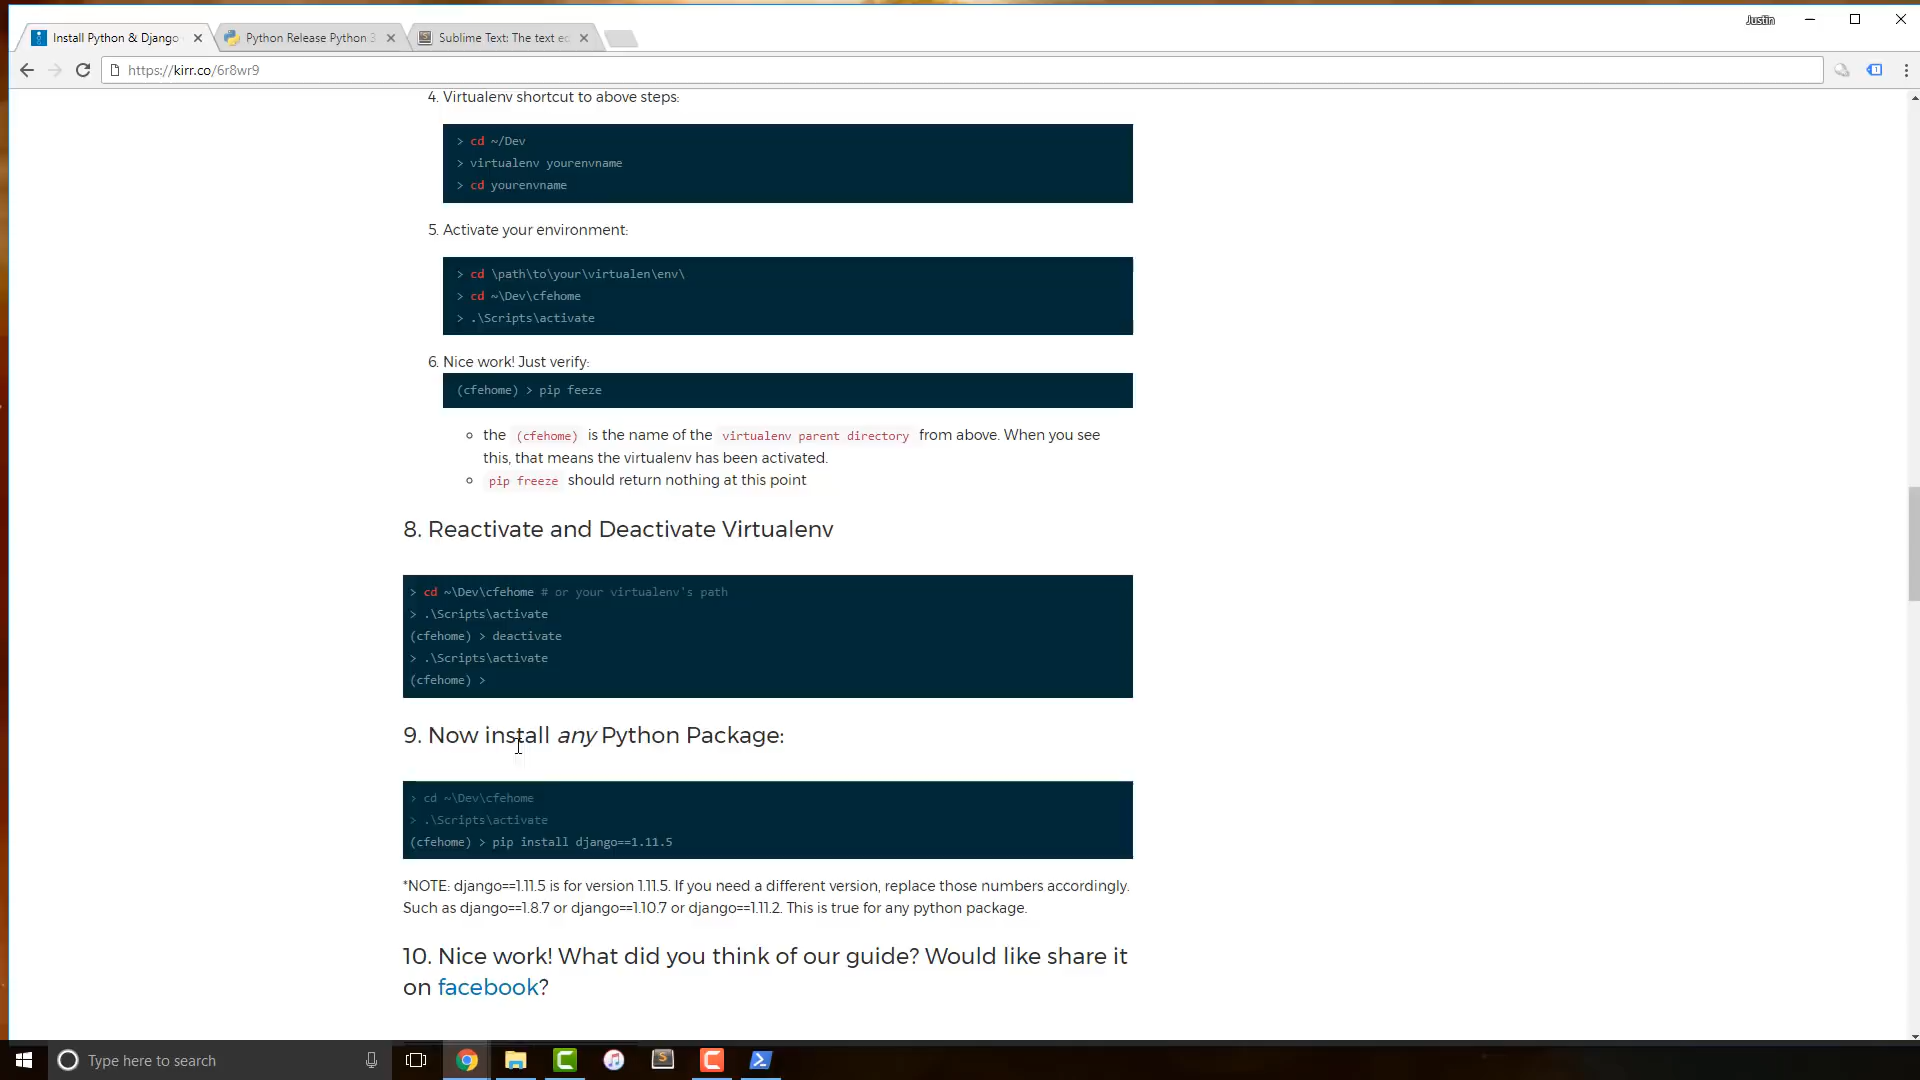 Justin
Install Python & Django
Python Release Python 3
Sublime Text: The text ed
https://kirr.co/6r8wr9
4. Virtualenv shortcut to above steps:
> cd ~/Dev
> virtualenv yourenvname
> cd yourenvname
5. Activate your environment:
> cd \path\to\your\virtualen\env\
> cd ~\Dev\cfehome
> .\Scripts\activate
6. Nice work! Just verify:
(cfehome) > pip feeze
the (cfehome) is the name of the virtualenv parent directory from above. When you see
this, that means the virtualenv has been activated.
pip freeze should return nothing at this point
8. Reactivate and Deactivate Virtualenv
> cd ~\Dev\cfehome # or your virtualenv's path
> .\Scripts\activate
(cfehome) > deactivate
> .\Scripts\activate
(cfehome) >
9. Now install any Python Package:
> cd ~\Dev\cfehome
> .\Scripts\activate
(cfehome) > pip install django==1.11.5
*NOTE: django==1.11.5 is for version 1.11.5. If you need a different version, replace those numbers accordingly.
Such as django==1.8.7 or django==1.10.7 or django==1.11.2. This is true for any python package.
10. Nice work! What did you think of our guide? Would like share it
on facebook?
Type here to search